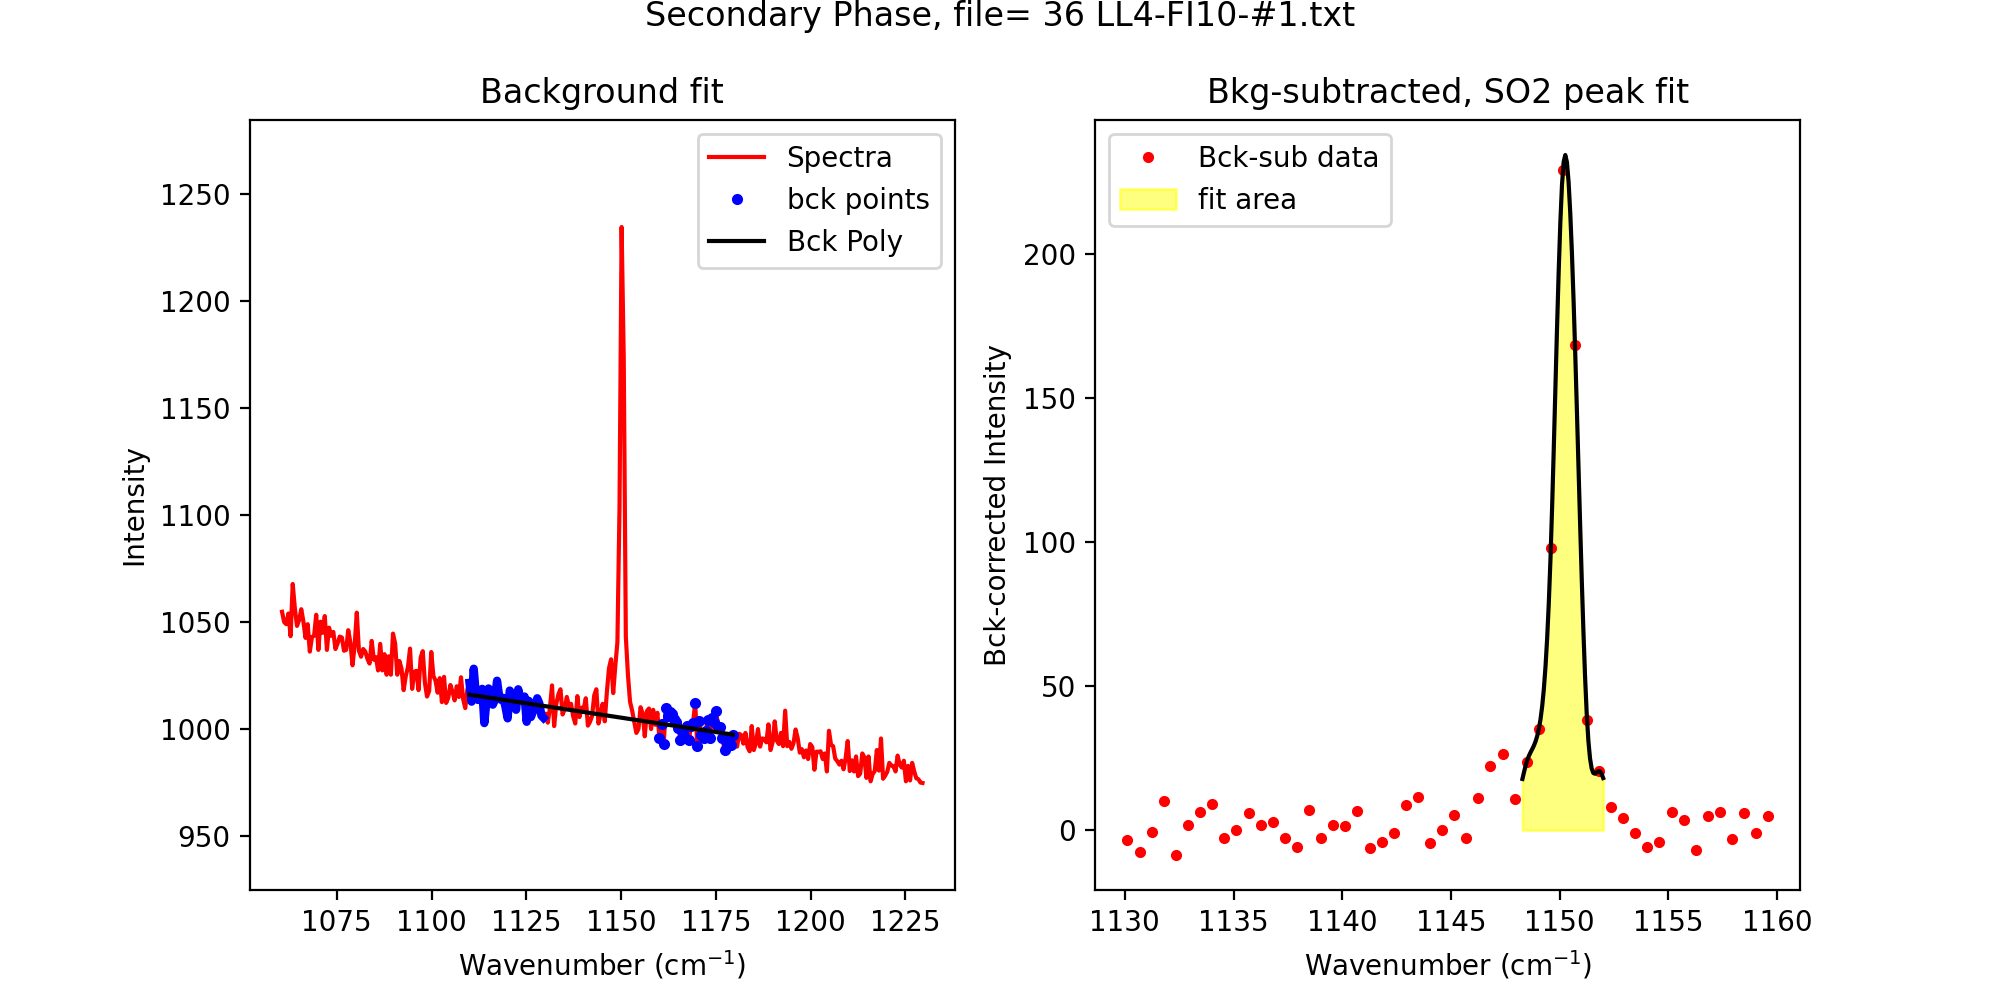 Secondary Phase, file= 36 LL4-FI10-#1.txt
Background fit
Spectra
bck points
Bck Poly
1250
1200
1150
1100
1050
1000
950
Intensity
1075 1100 1125 1150 1175 1200 1225
Wavenumber (cm⁻¹)
Bkg-subtracted, SO2 peak fit
Bck-sub data
fit area
200
150
100
50
0
Bck-corrected Intensity
1130 1135 1140 1145 1150 1155 1160
Wavenumber (cm⁻¹)